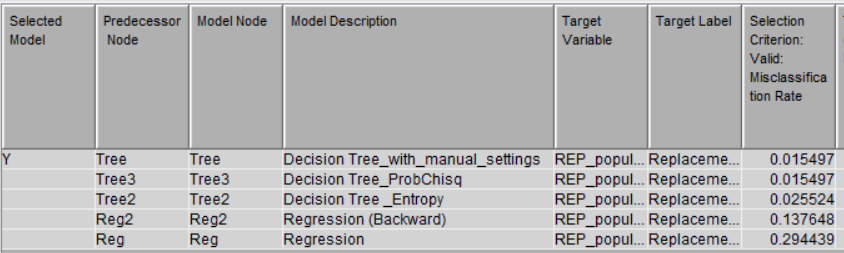 Selected Model Predecessor Node Model Node Model Description Target Variable Target Label Selection Criterion: Valid: Misclassifica tion Rate
Y Tree Tree Decision Tree_with_manual_settings REP_popul... Replaceme... 0.015497
Tree3 Tree3 Decision Tree_ProbChisq REP_popul... Replaceme... 0.015497
Tree2 Tree2 Decision Tree _Entropy REP_popul... Replaceme... 0.025524
Reg2 Reg2 Regression (Backward) REP_popul... Replaceme... 0.137648
Reg Reg Regression REP_popul... Replaceme... 0.294439